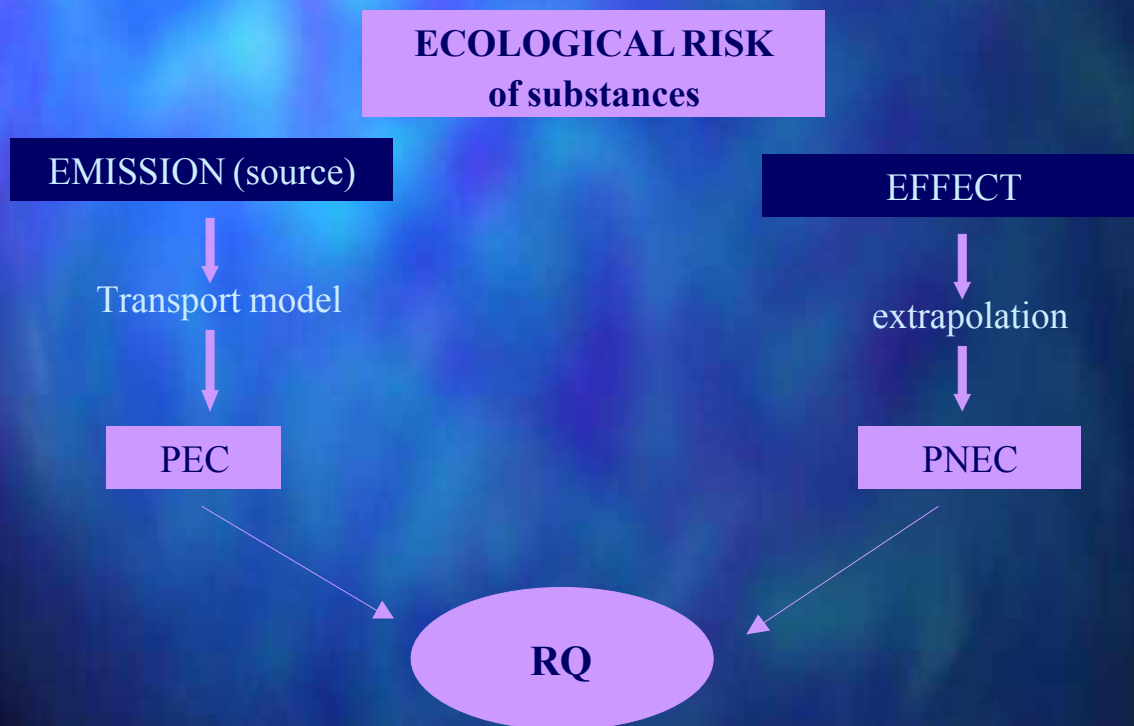 ECOLOGICAL RISK
of substances
EMISSION (source)
EFFECT
Transport model
extrapolation
PEC
PNEC
RQ